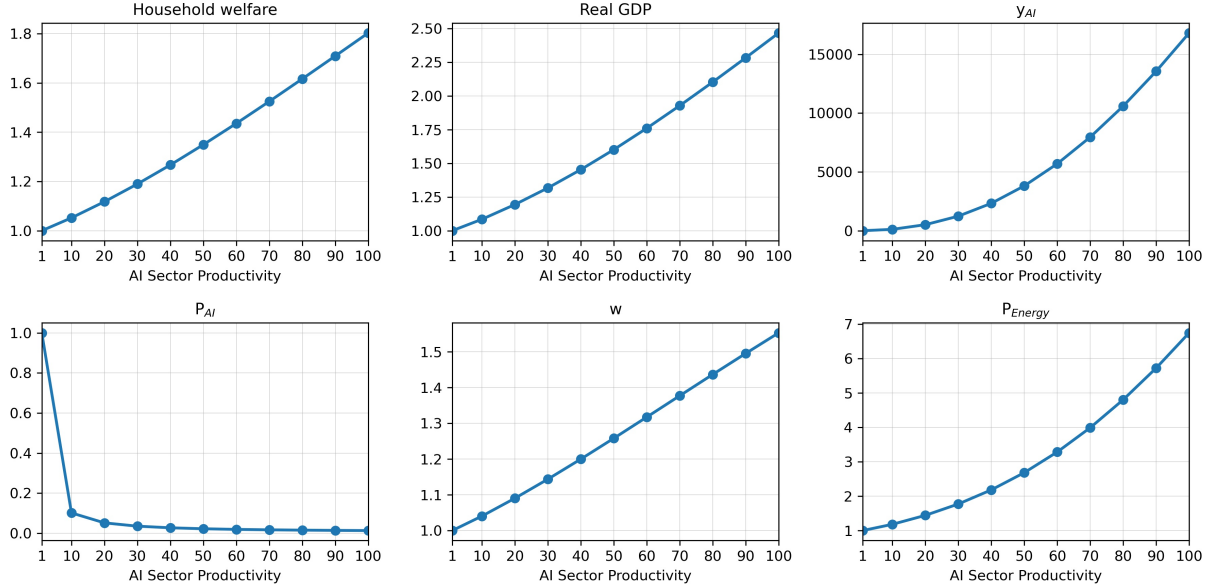 Household welfare
1.8
1.6
1.4
1.2
1.0
1 10 20 30 40 50 60 70 80 90 100
AI Sector Productivity
Real GDP
2.50
2.25
2.00
1.75
1.50
1.25
1.00
1 10 20 30 40 50 60 70 80 90 100
AI Sector Productivity
y_AI
15000
10000
5000
0
1 10 20 30 40 50 60 70 80 90 100
AI Sector Productivity
P_AI
1.0
0.8
0.6
0.4
0.2
0.0
1 10 20 30 40 50 60 70 80 90 100
AI Sector Productivity
w
1.5
1.4
1.3
1.2
1.1
1.0
1 10 20 30 40 50 60 70 80 90 100
AI Sector Productivity
P_Energy
7
6
5
4
3
2
1
1 10 20 30 40 50 60 70 80 90 100
AI Sector Productivity